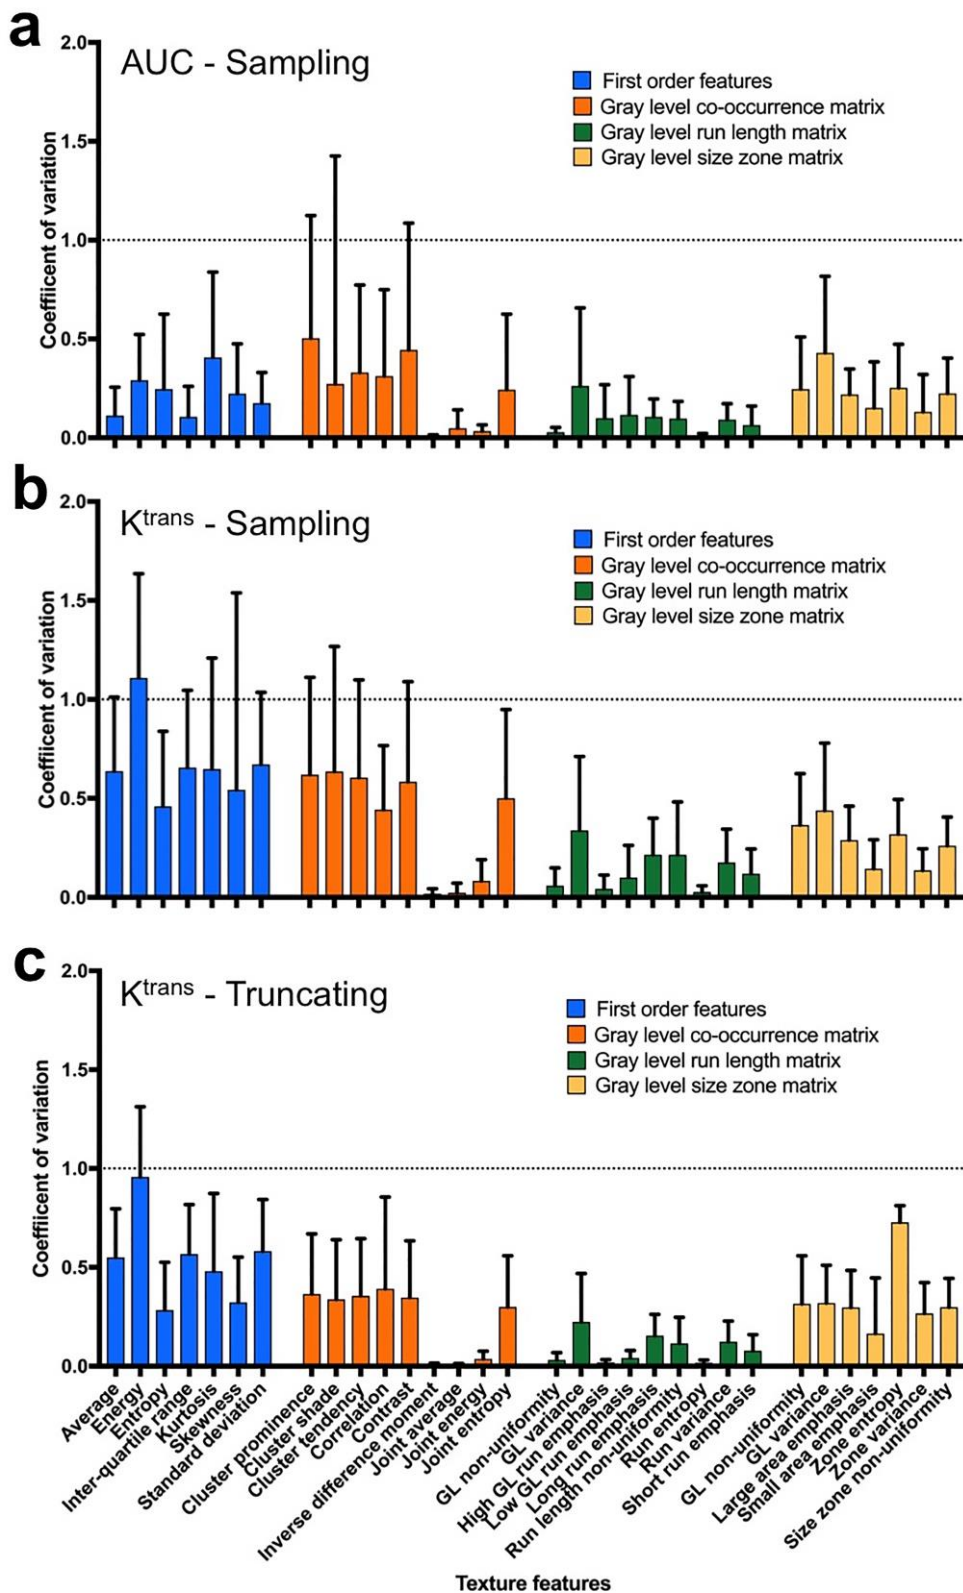 a
AUC - Sampling
First order features
Gray level co-occurrence matrix
Gray level run length matrix
Gray level size zone matrix
Coeffiicent of variation
2.0
1.5
1.0
0.5
0.0
b
Ktrans - Sampling
First order features
Gray level co-occurrence matrix
Gray level run length matrix
Gray level size zone matrix
Coeffiicent of variation
2.0
1.5
1.0
0.5
0.0
c
Ktrans - Truncating
First order features
Gray level co-occurrence matrix
Gray level run length matrix
Gray level size zone matrix
Coeffiicent of variation
2.0
1.5
1.0
0.5
0.0
Average
Energy
Entropy
Inter-quartile range
Kurtosis
Skewness
Standard deviation
Cluster prominence
Cluster shade
Cluster tendency
Correlation
Contrast
Inverse difference moment
Joint average
Joint energy
Joint entropy
GL non-uniformity
GL variance
High GL run emphasis
Low GL run emphasis
Long run emphasis
Run length non-uniformity
Run entropy
Run variance
Short run emphasis
GL non-uniformity
GL variance
Large area emphasis
Small area emphasis
Zone entropy
Zone variance
Size zone non-uniformity
Texture features